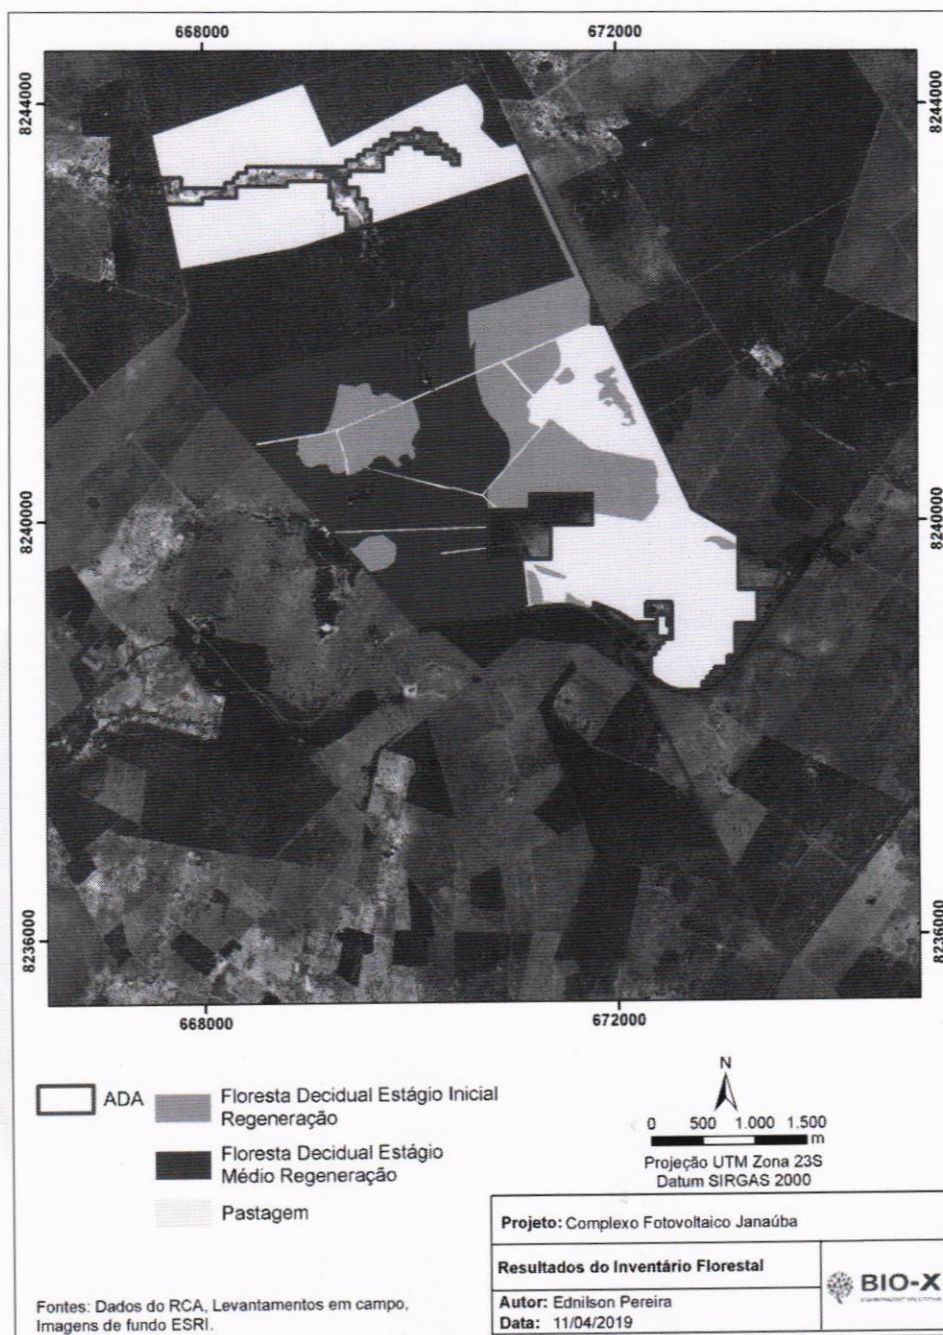 668000
672000
8244000
8244000
8240000
8240000
8236000
8236000
668000
672000
ADA
Floresta Decidual Estágio Inicial
Regeneração
Floresta Decidual Estágio
Médio Regeneração
Pastagem
N
0 500 1.000 1.500
m
Projeção UTM Zona 23S
Datum SIRGAS 2000
Projeto: Complexo Fotovoltaico Janaúba
Resultados do Inventário Florestal
BIO-X
Autor: Ednilson Pereira
Data: 11/04/2019
Fontes: Dados do RCA, Levantamentos em campo,
Imagens de fundo ESRI.